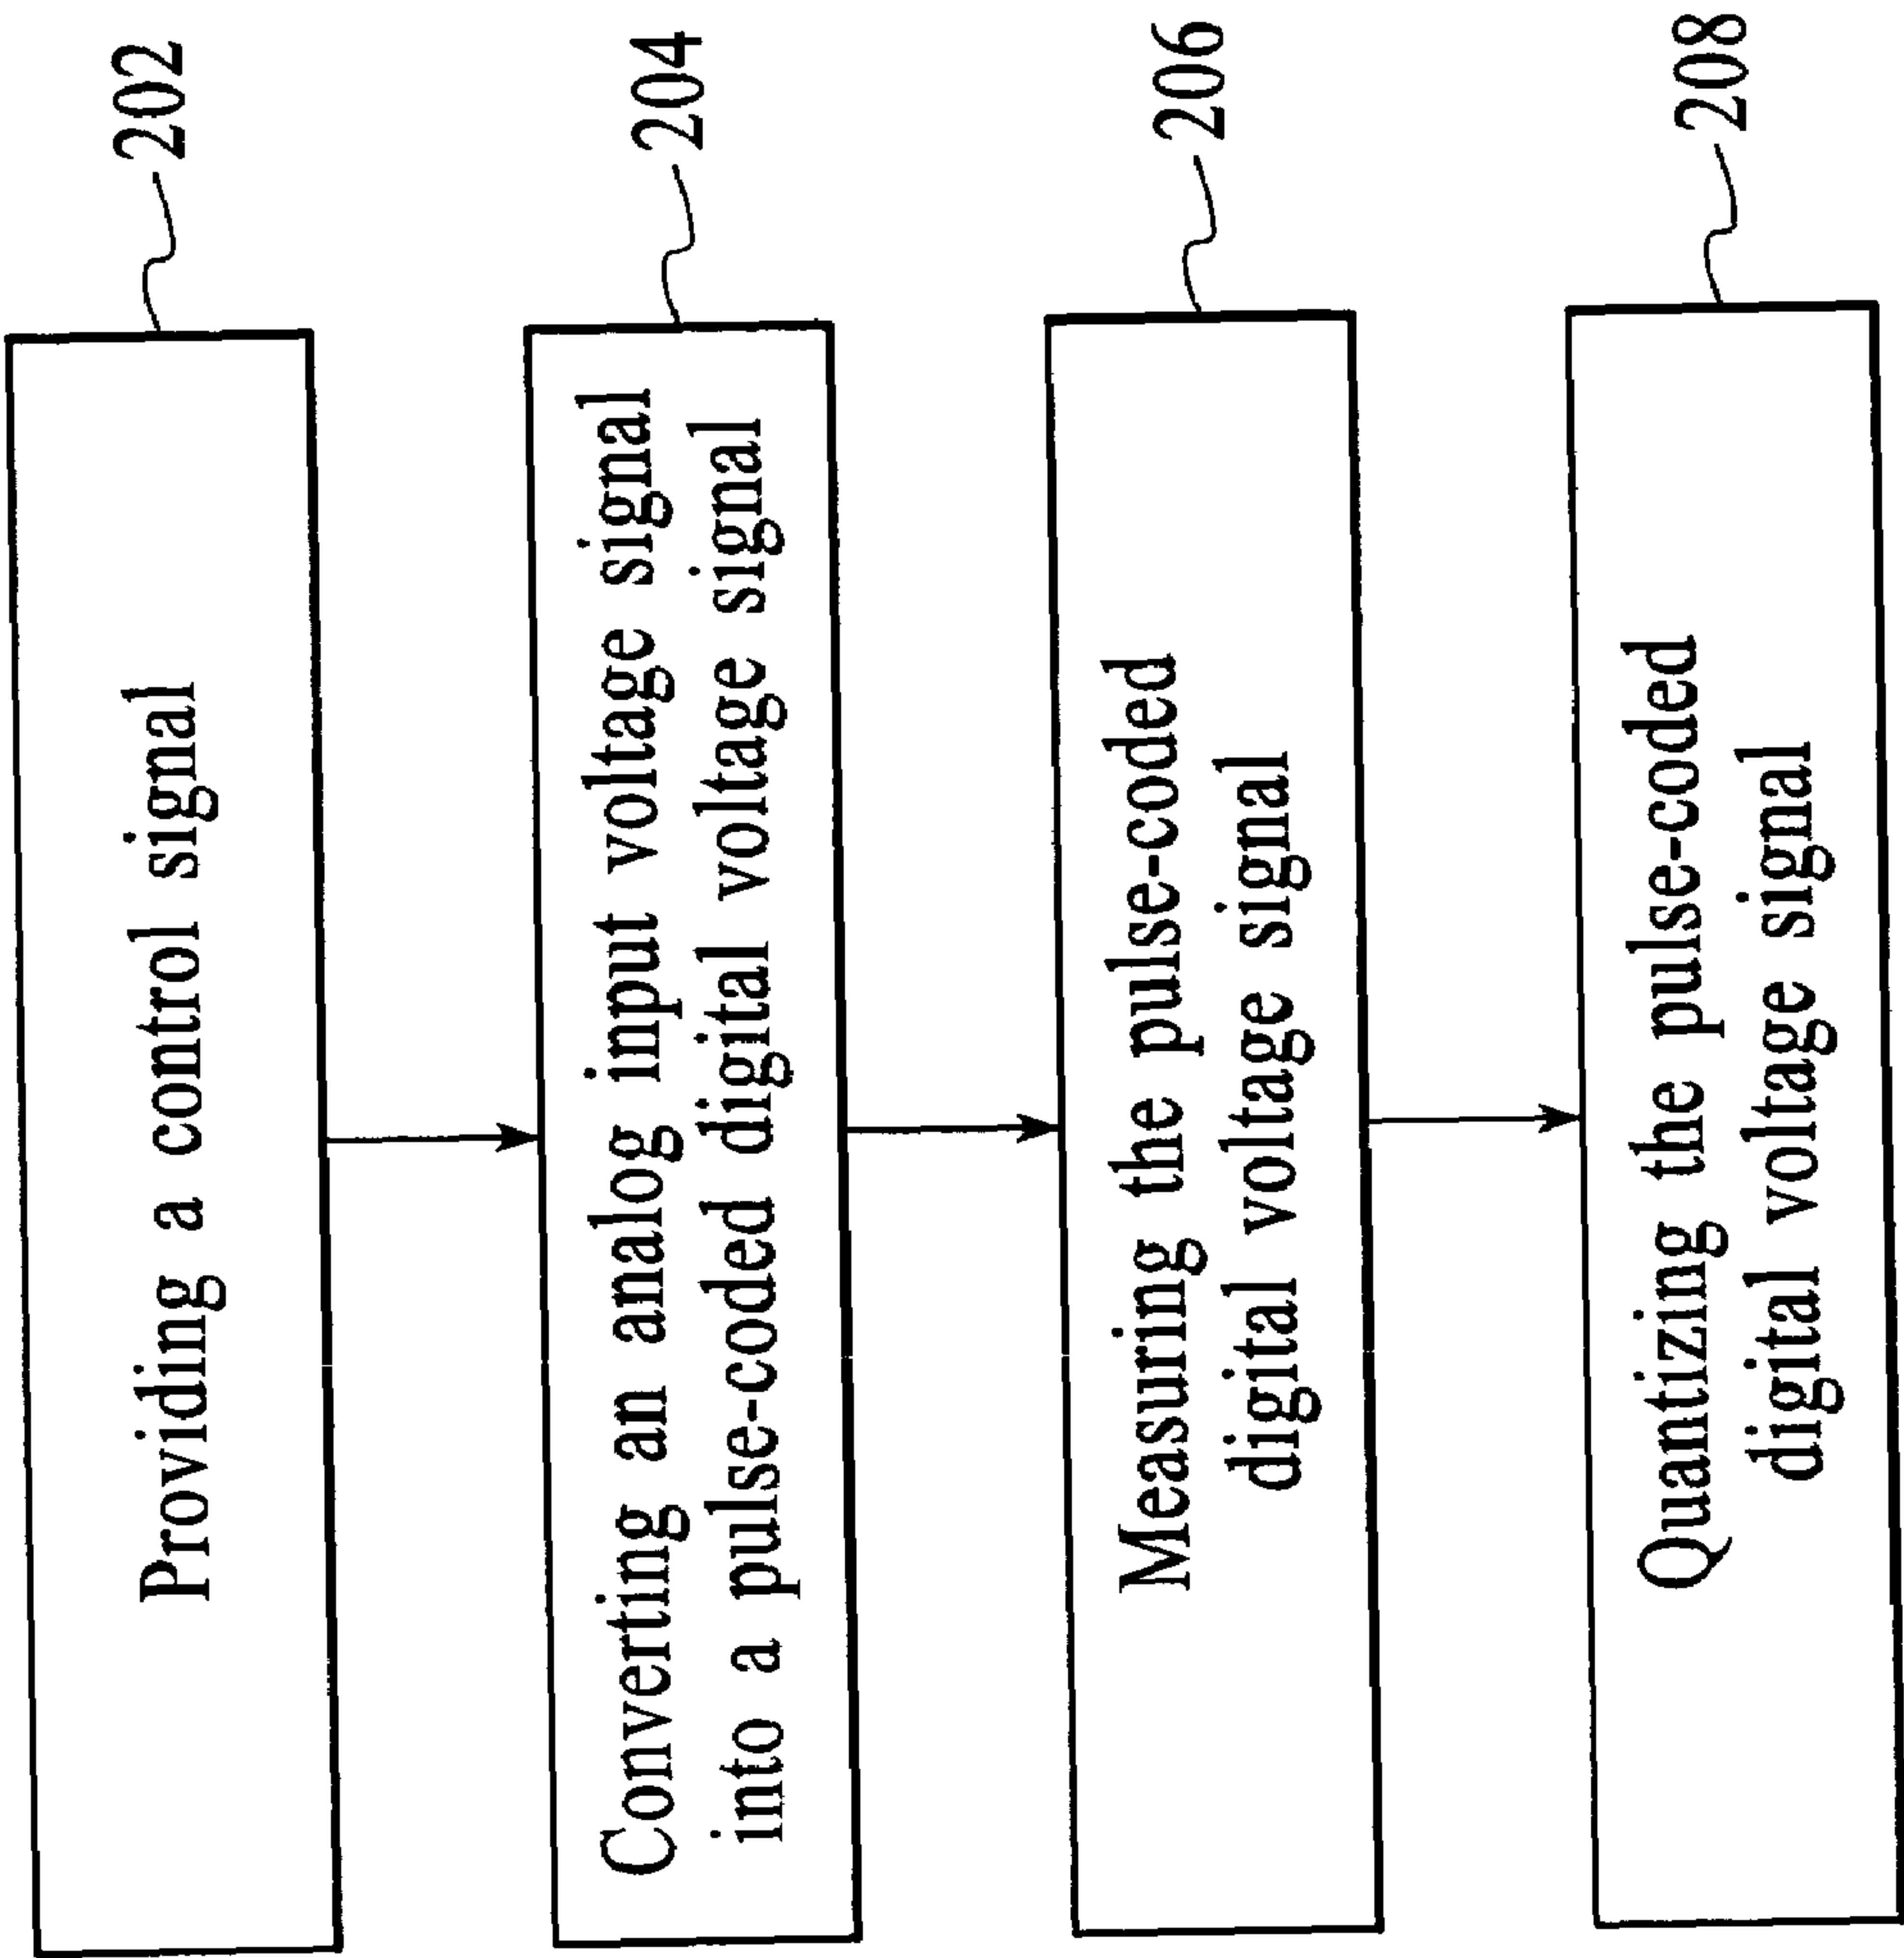 Providing a control signal
202
Converting an analog input voltage signal
into a pulse-coded digital voltage signal
204
Measuring the pulse-coded
digital voltage signal
206
Quantizing the pulse-coded
digital voltage signal
208